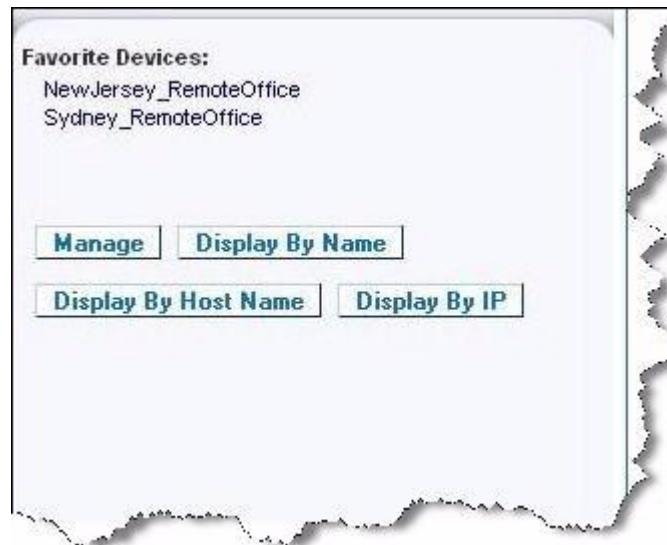 Favorite Devices:
NewJersey_RemoteOffice
Sydney_RemoteOffice
Manage Display By Name
Display By Host Name Display By IP